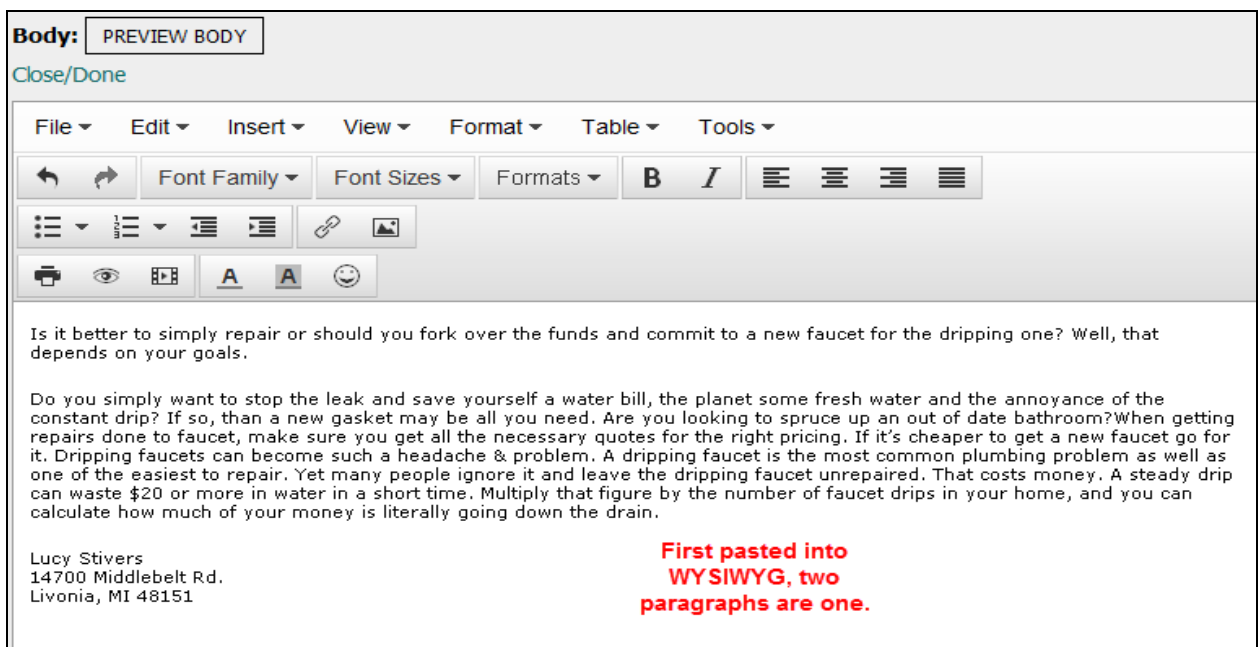 Body: PREVIEW BODY
Close/Done
File Edit Insert View Format Table Tools
Font Family Font Sizes Formats B I
A A
Is it better to simply repair or should you fork over the funds and commit to a new faucet for the dripping one? Well, that
depends on your goals.
Do you simply want to stop the leak and save yourself a water bill, the planet some fresh water and the annoyance of the
constant drip? If so, than a new gasket may be all you need. Are you looking to spruce up an out of date bathroom?When getting
repairs done to faucet, make sure you get all the necessary quotes for the right pricing. If it's cheaper to get a new faucet go for
it. Dripping faucets can become such a headache & problem. A dripping faucet is the most common plumbing problem as well as
one of the easiest to repair. Yet many people ignore it and leave the dripping faucet unrepaired. That costs money. A steady drip
can waste $20 or more in water in a short time. Multiply that figure by the number of faucet drips in your home, and you can
calculate how much of your money is literally going down the drain.
Lucy Stivers
14700 Middlebelt Rd.
Livonia, MI 48151
First pasted into
WYSIWYG, two
paragraphs are one.